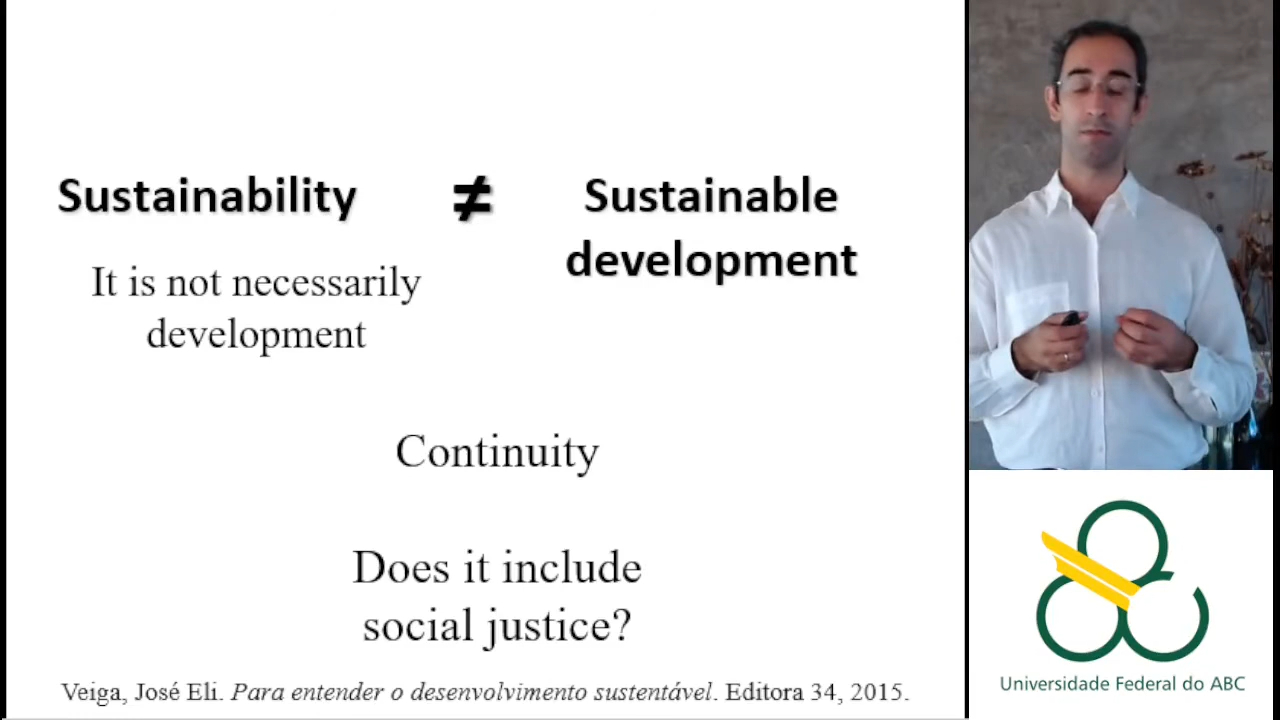 Sustainability ≠ Sustainable
development
It is not necessarily
development
Continuity
Does it include
social justice?
Veiga, José Eli. Para entender o desenvolvimento sustentável. Editora 34, 2015.
Universidade Federal do ABC